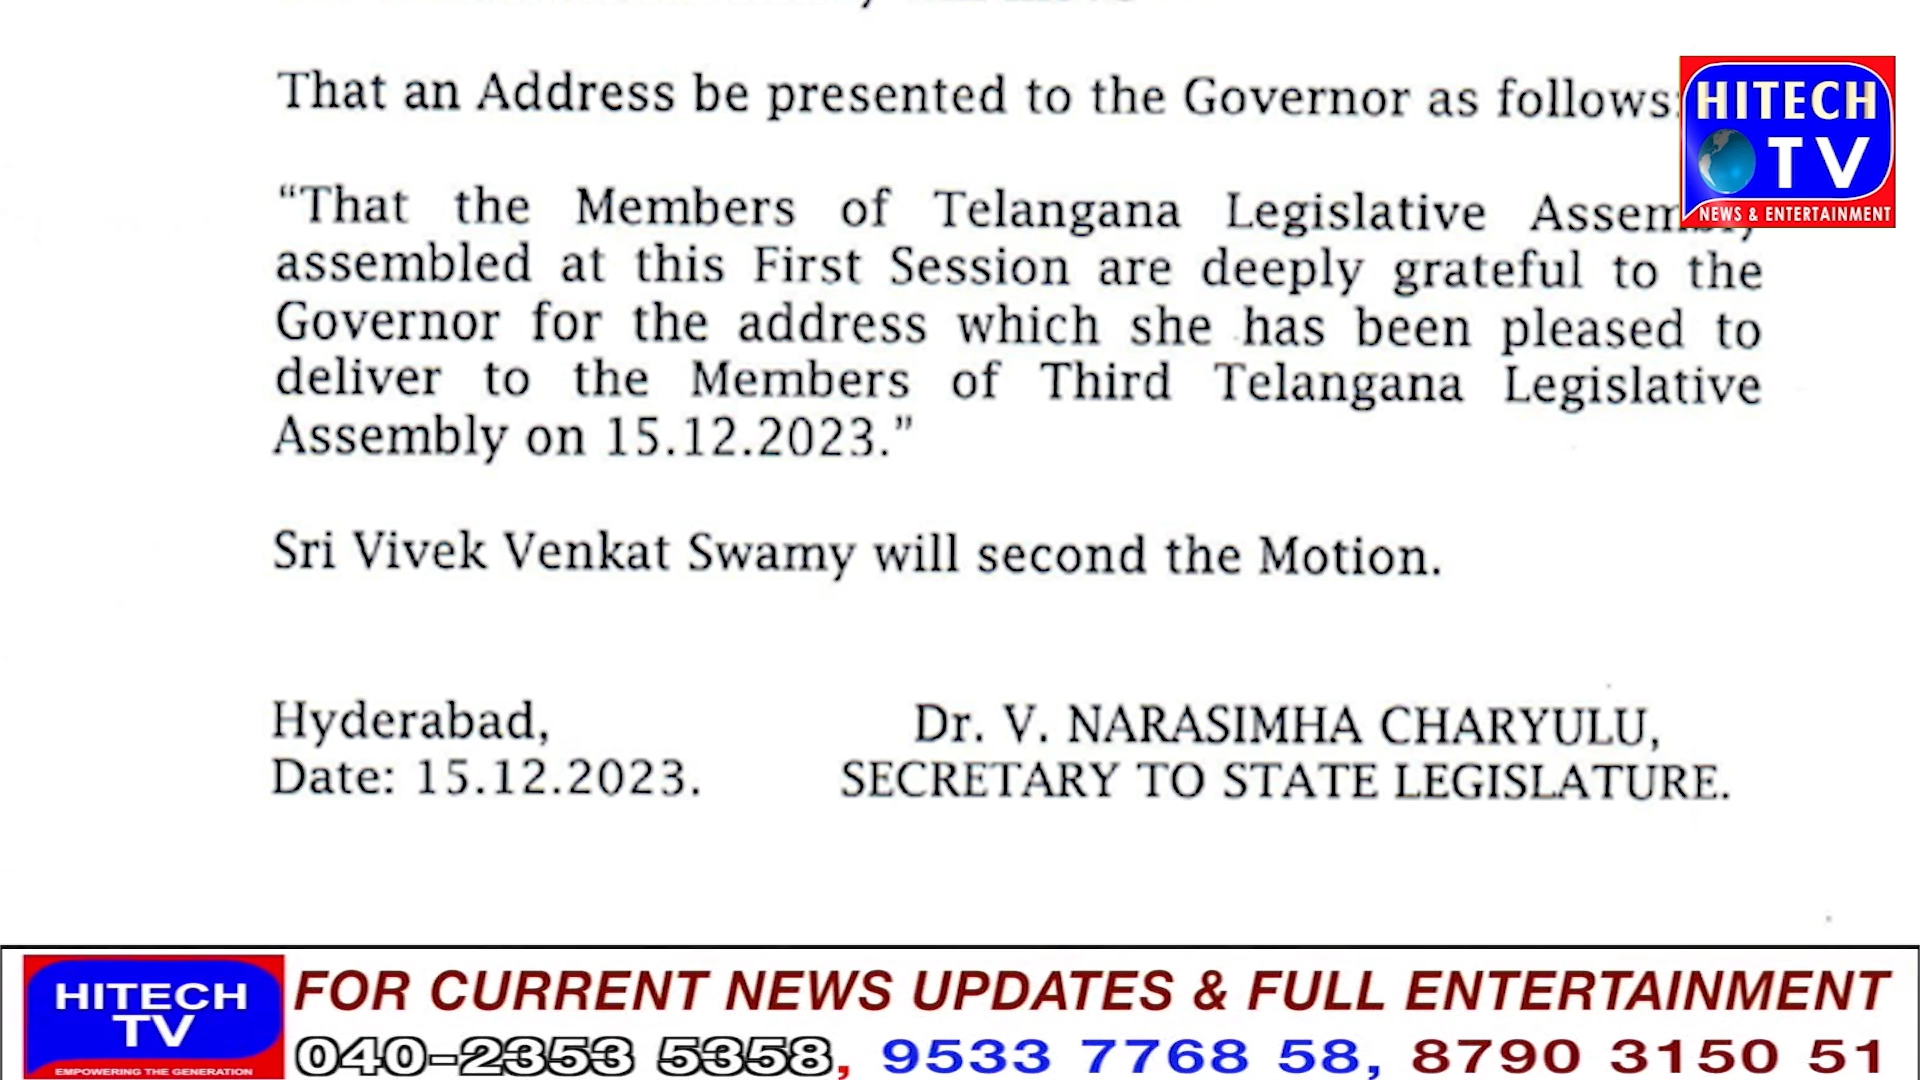 That an Address be presented to the Governor as follows:
HITECH
TV
NEWS & ENTERTAINMENT
“That the Members of Telangana Legislative Assembly
assembled at this First Session are deeply grateful to the
Governor for the address which she has been pleased to
deliver to the Members of Third Telangana Legislative
Assembly on 15.12.2023.”
Sri Vivek Venkat Swamy will second the Motion.
Hyderabad,
Date: 15.12.2023.
Dr. V. NARASIMHA CHARYULU,
SECRETARY TO STATE LEGISLATURE.
HITECH
TV
EMPOWERING THE GENERATION
FOR CURRENT NEWS UPDATES & FULL ENTERTAINMENT
040-2353 5358, 9533 7768 58, 8790 3150 51